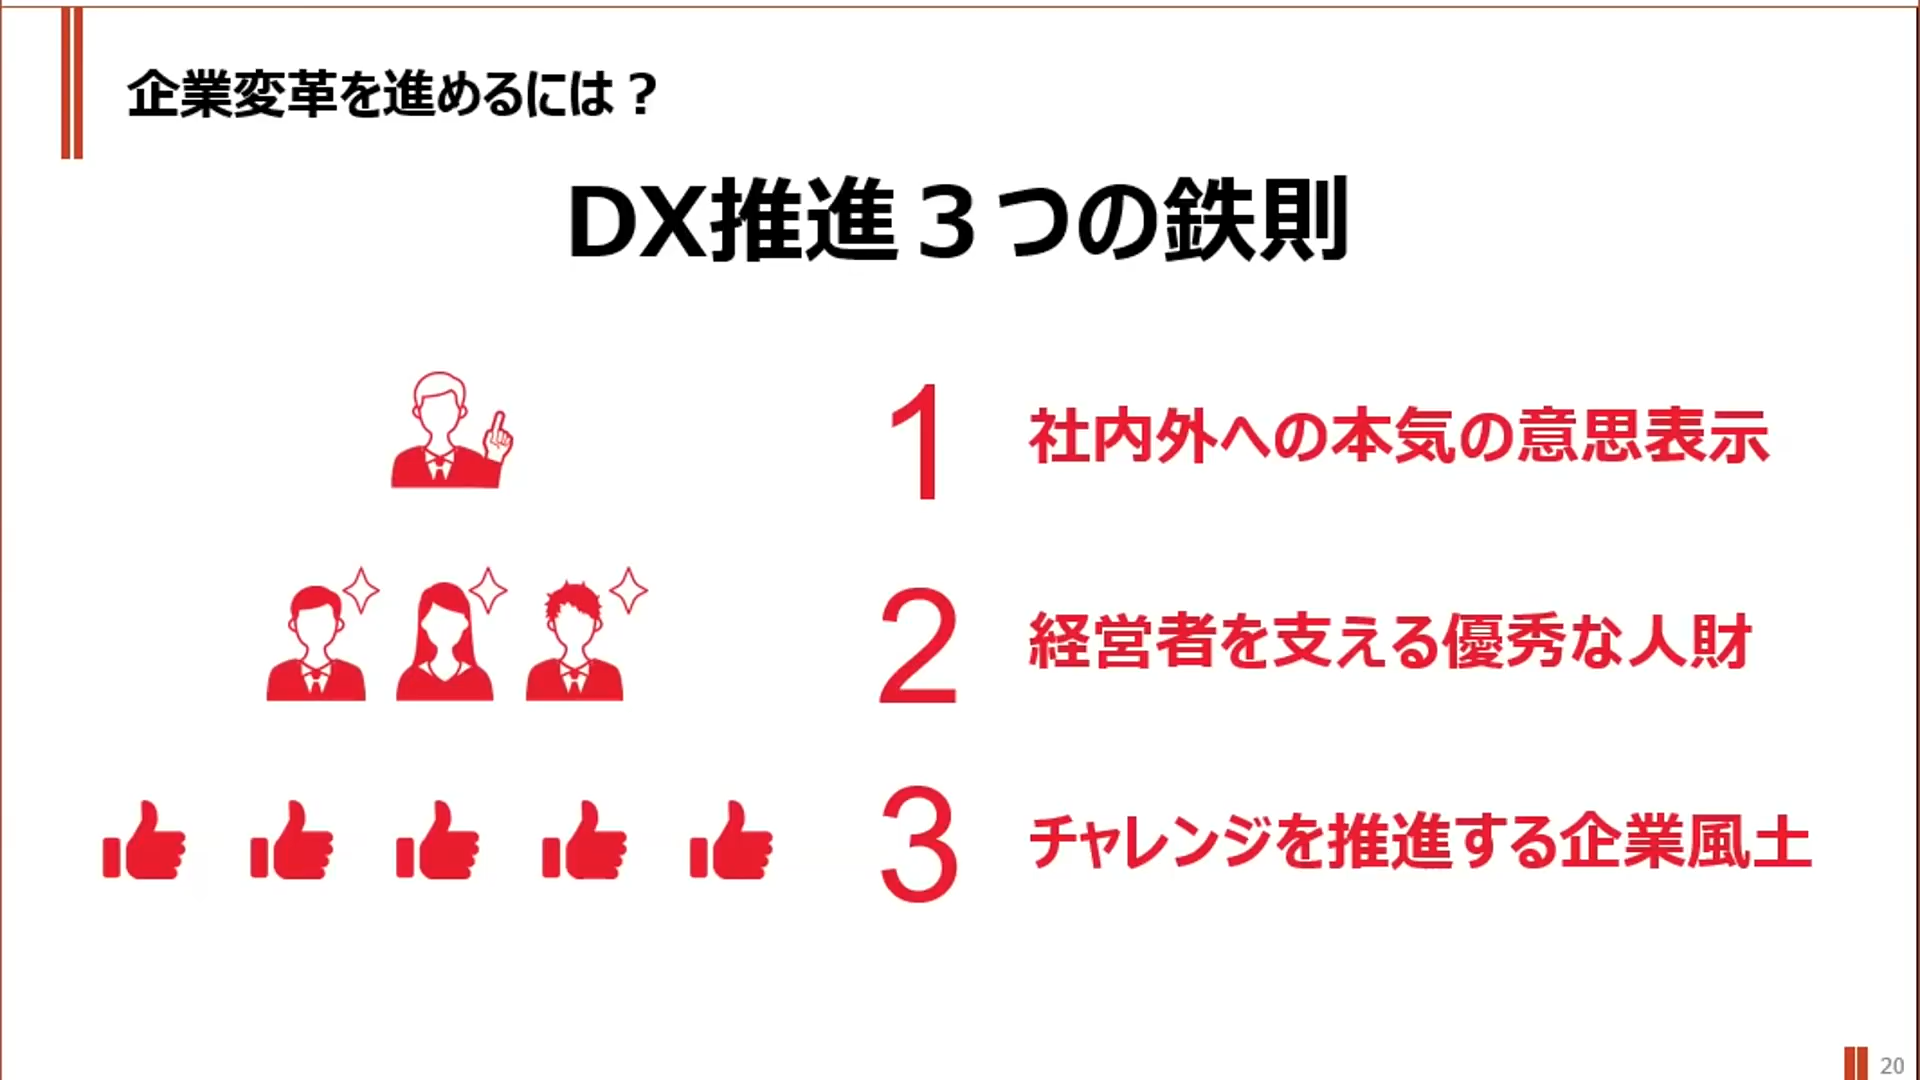 企業変革を進めるには？
DX推進３つの鉄則
1 社内外への本気の意思表示
2 経営者を支える優秀な人財
3 チャレンジを推進する企業風土
20